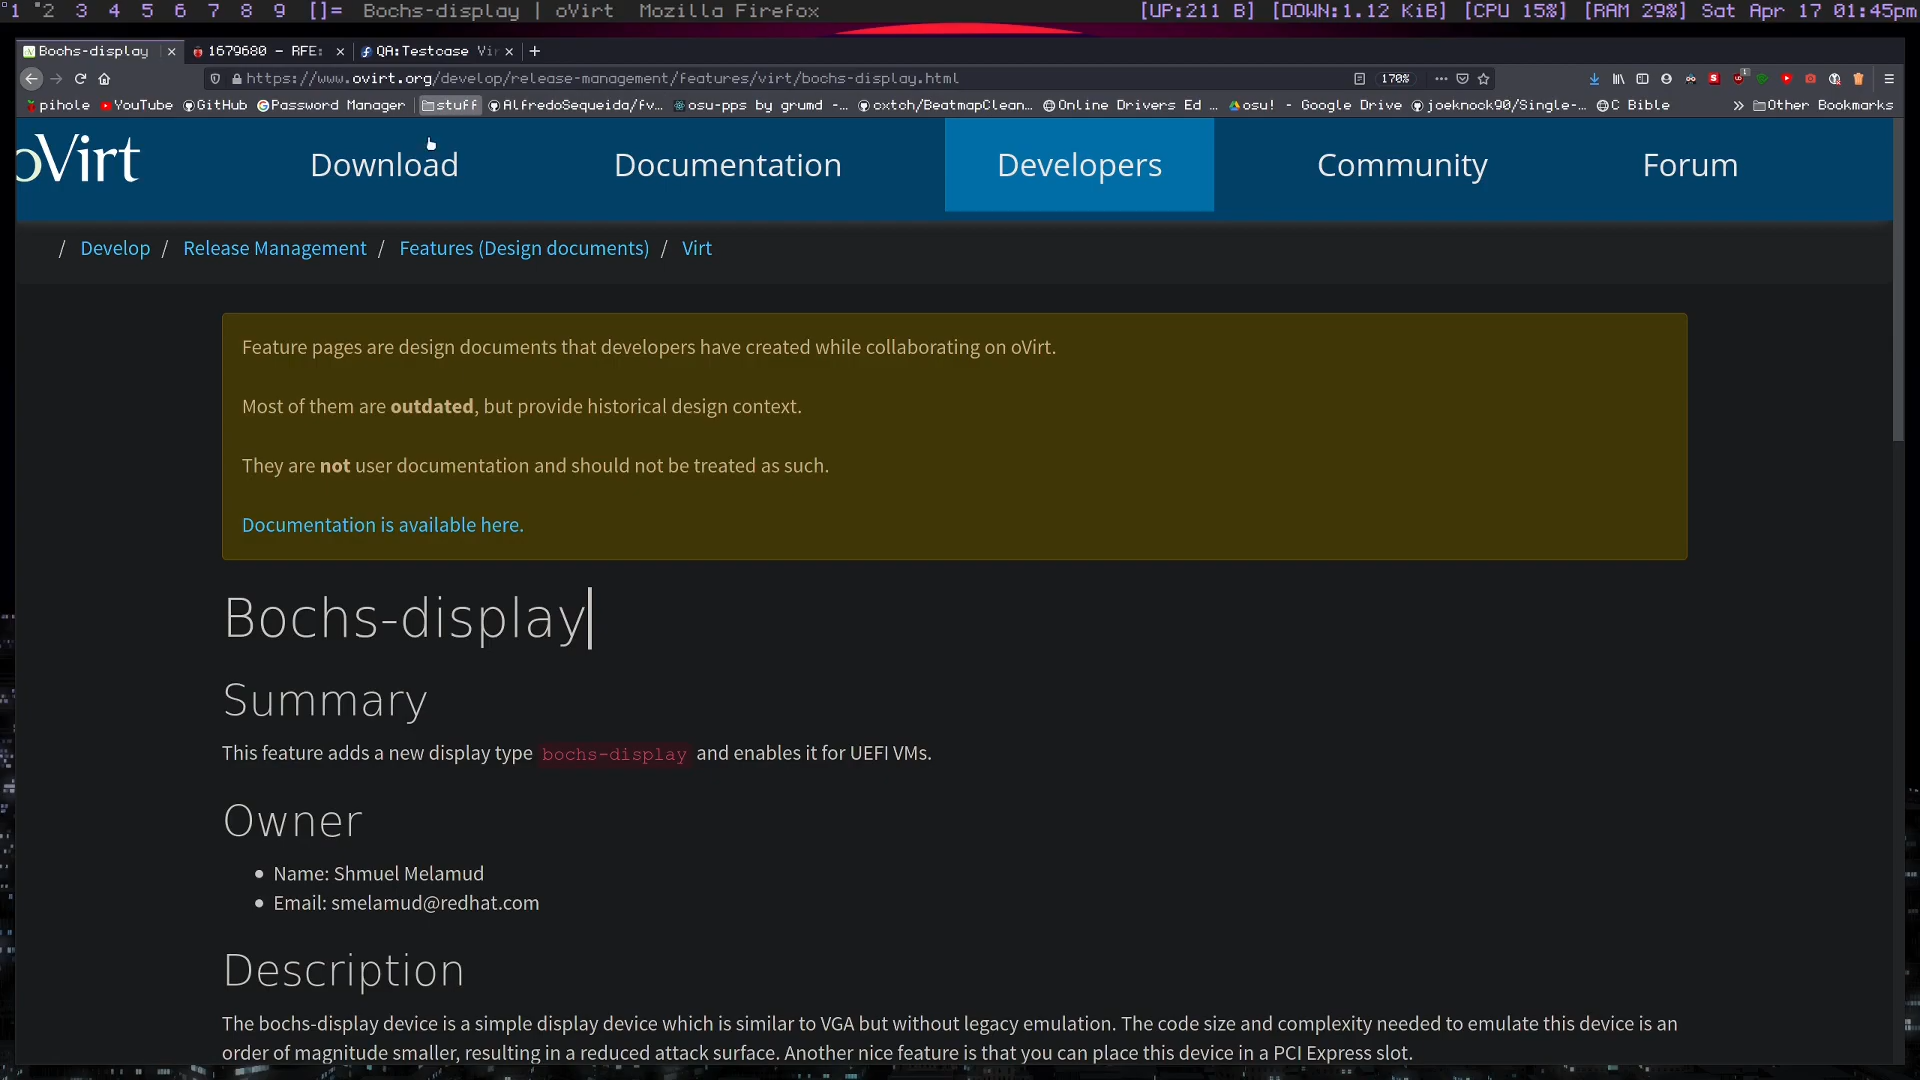 1 2 3 4 5 6 7 8 9 []= Bochs-display | oVirt — Mozilla Firefox [UP:211 B] [DOWN:1.12 KiB] [CPU 15%] [RAM 29%] Sat Apr 17 01:45pm
Bochs-display 1679680 – RFE: QA:Testcase Vir
https://www.ovirt.org/develop/release-management/features/virt/bochs-display.html 170%
pihole YouTube GitHub Password Manager stuff AlfredoSequeida/fv... osu-pps by grumd -... cxtch/BeatmapClean... Online Drivers Ed ... osu! - Google Drive joeknock90/Single-... C Bible Other Bookmarks
oVirt Download Documentation Developers Community Forum
/ Develop / Release Management / Features (Design documents) / Virt
Feature pages are design documents that developers have created while collaborating on oVirt.
Most of them are outdated, but provide historical design context.
They are not user documentation and should not be treated as such.
Documentation is available here.
Bochs-display
Summary
This feature adds a new display type bochs-display and enables it for UEFI VMs.
Owner
Name: Shmuel Melamud
Email: smelamud@redhat.com
Description
The bochs-display device is a simple display device which is similar to VGA but without legacy emulation. The code size and complexity needed to emulate this device is an
order of magnitude smaller, resulting in a reduced attack surface. Another nice feature is that you can place this device in a PCI Express slot.